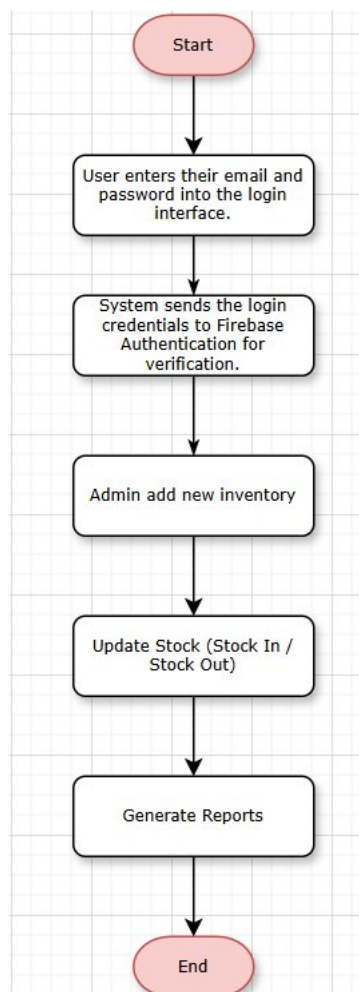 Start
User enters their email and
password into the login
interface.
System sends the login
credentials to Firebase
Authentication for
verification.
Admin add new inventory
Update Stock (Stock In /
Stock Out)
Generate Reports
End